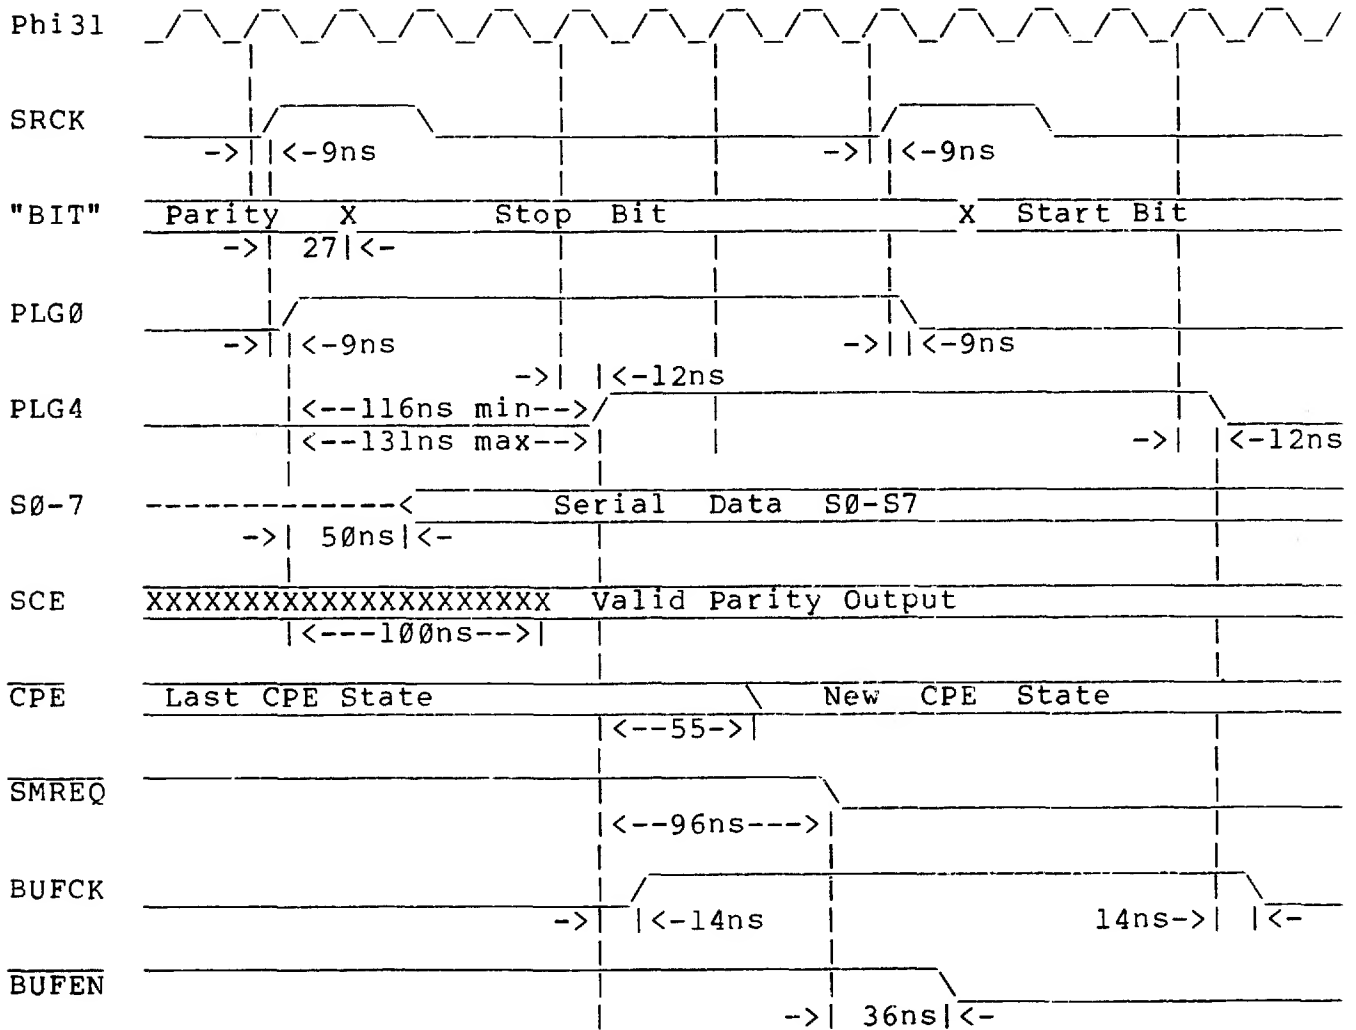 Phi31
SRCK
->| |<-9ns ->| |<-9ns
"BIT" Parity X Stop Bit X Start Bit
->| 27|<-
PLGØ
->| |<-9ns ->| |<-9ns
->| |<-12ns
PLG4 |<--116ns min-->
|<--131ns max--> ->| |<-12ns
SØ-7 ---------------< Serial Data SØ-S7
->| 5Øns|<-
SCE XXXXXXXXXXXXXXXXXXXXX Valid Parity Output
|<---1ØØns-->|
CPE Last CPE State New CPE State
|<--55->|
SMREQ
|<--96ns--->|
BUFCK
->| |<-14ns 14ns->| |<-
BUFEN
->| 36ns|<-